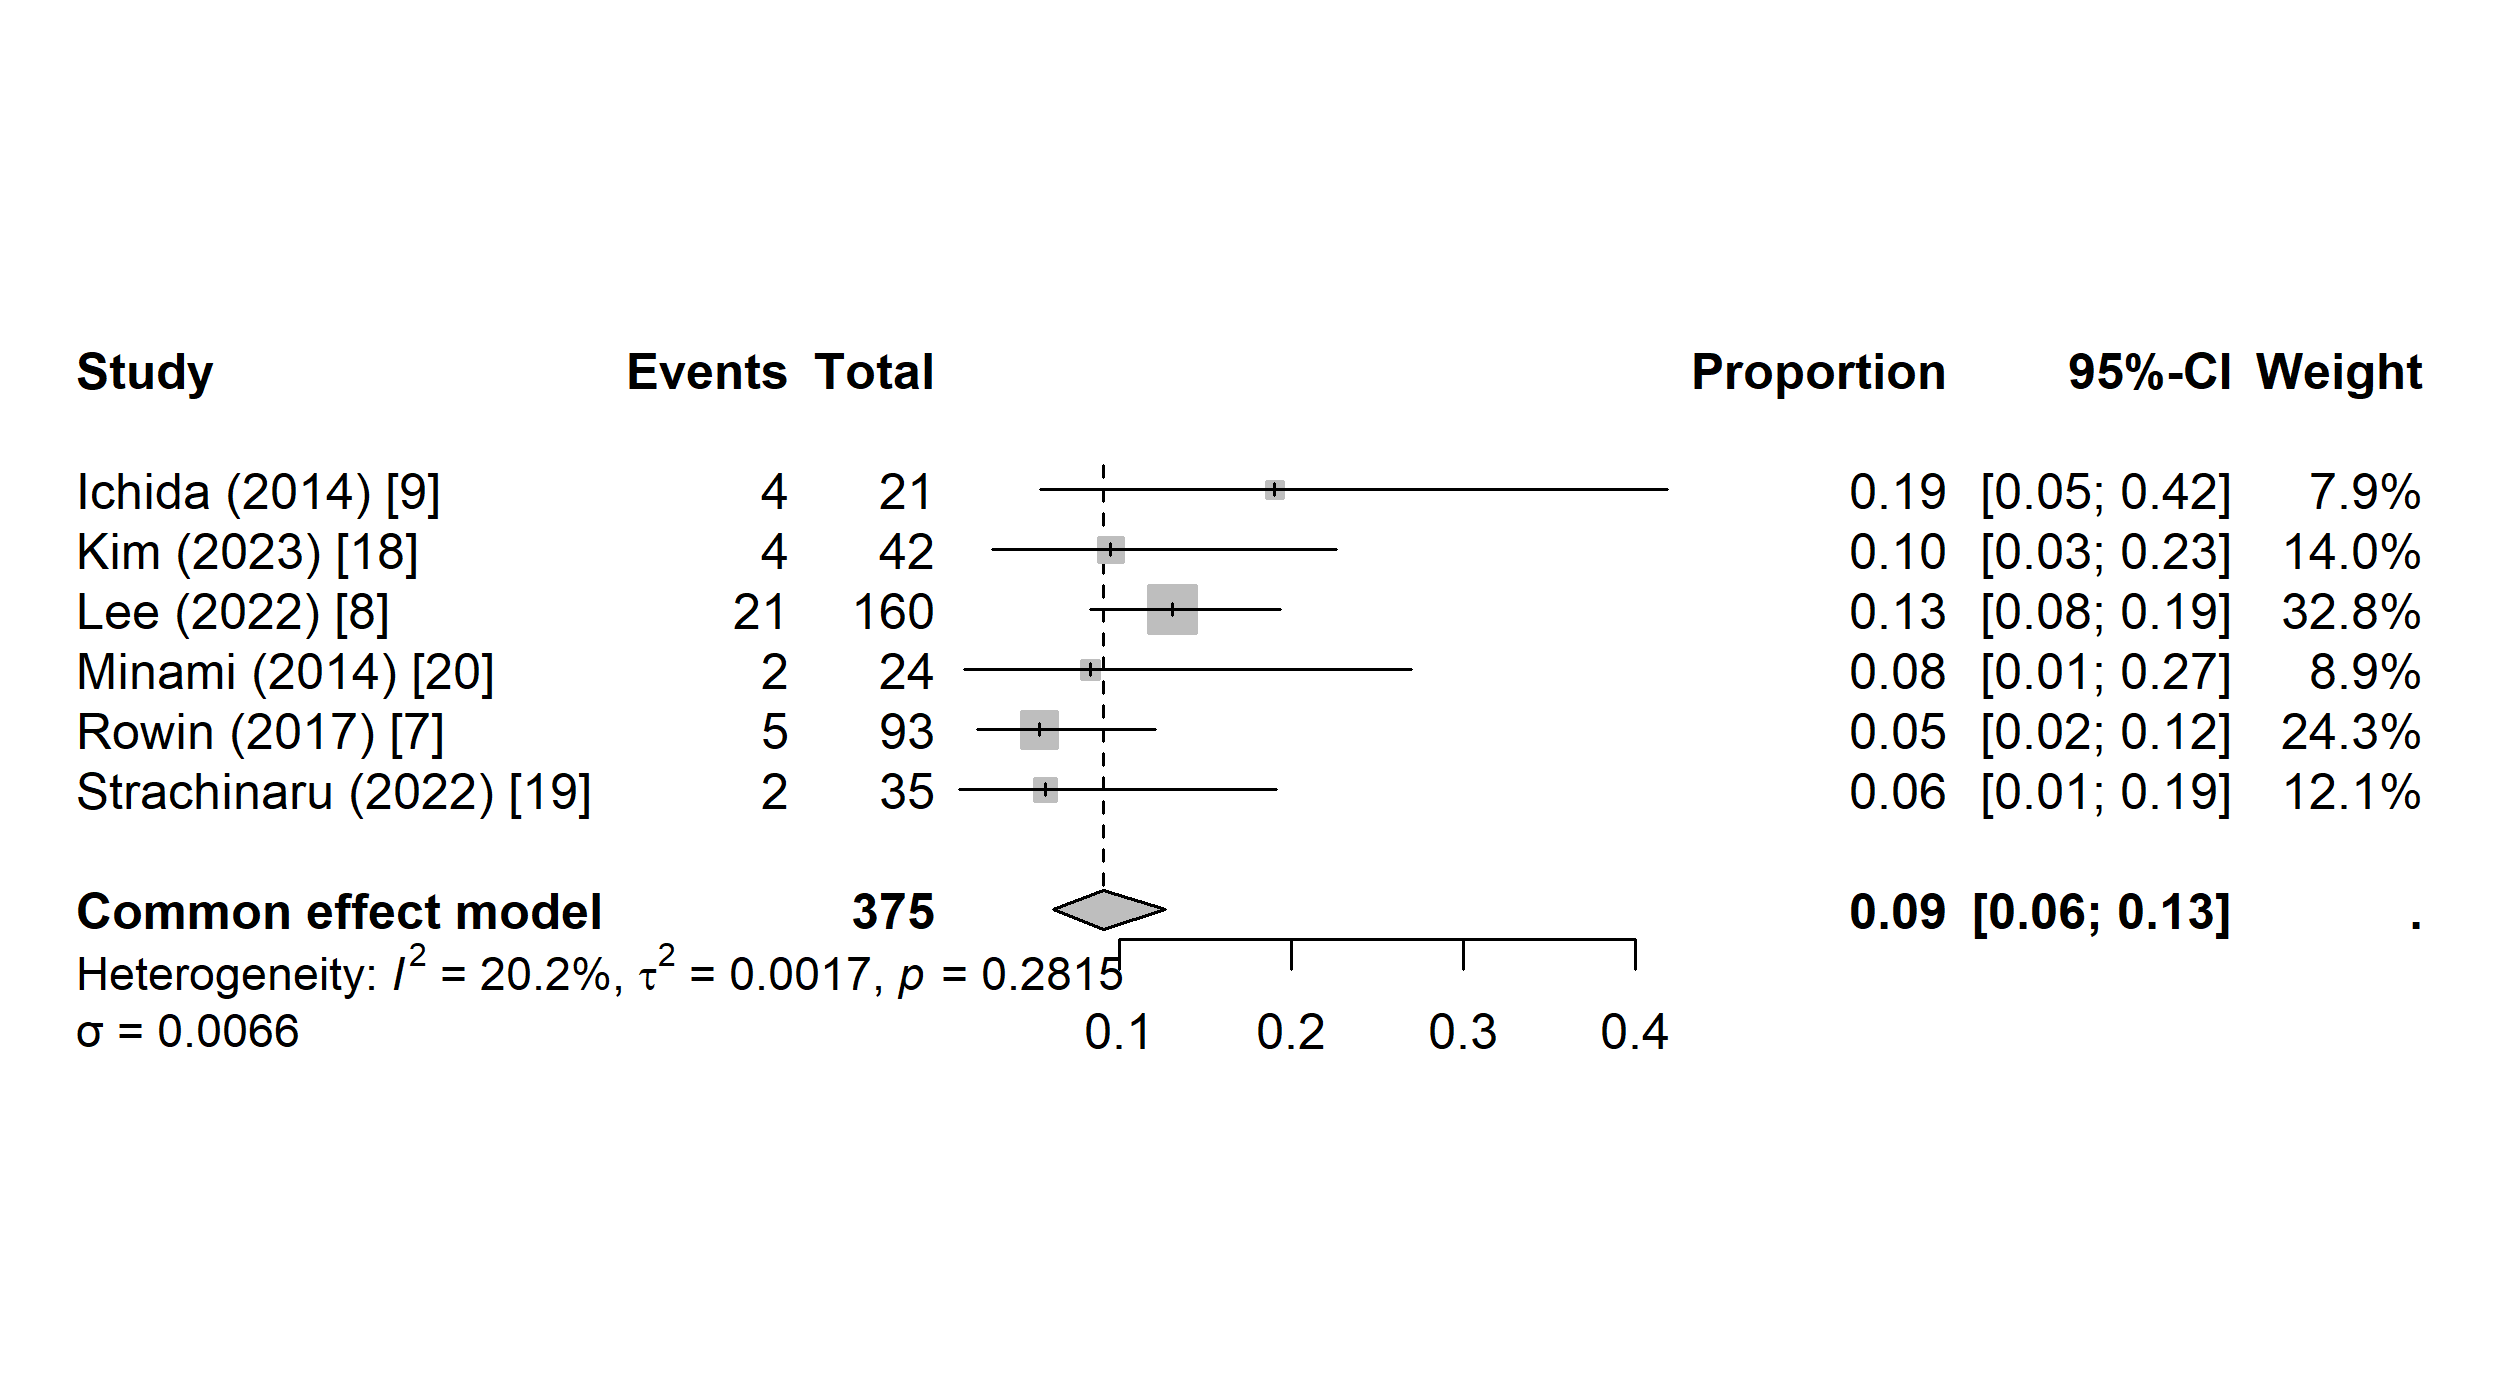 Study Events Total Proportion 95%-CI Weight
Ichida (2014) [9] 4 21 0.19 [0.05; 0.42] 7.9%
Kim (2023) [18] 4 42 0.10 [0.03; 0.23] 14.0%
Lee (2022) [8] 21 160 0.13 [0.08; 0.19] 32.8%
Minami (2014) [20] 2 24 0.08 [0.01; 0.27] 8.9%
Rowin (2017) [7] 5 93 0.05 [0.02; 0.12] 24.3%
Strachinaru (2022) [19] 2 35 0.06 [0.01; 0.19] 12.1%
Common effect model 375 0.09 [0.06; 0.13] .
Heterogeneity: I² = 20.2%, τ² = 0.0017, p = 0.2815
σ = 0.0066 0.1 0.2 0.3 0.4